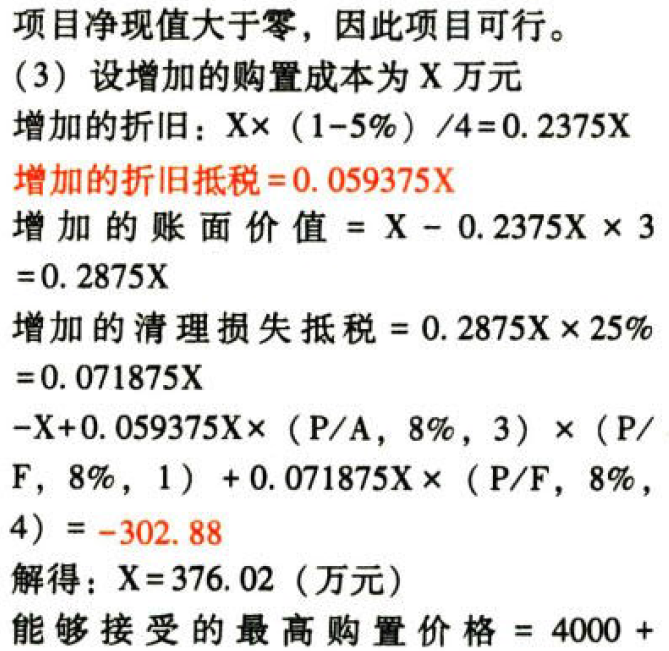 项目净现值大于零，因此项目可行。
（3）设增加的购置成本为 X 万元
增加的折旧：X×（1-5%）/4=0.2375X
增加的折旧抵税=0.059375X
增加的账面价值 = X - 0.2375X × 3
=0.2875X
增加的清理损失抵税 = 0.2875X × 25%
=0.071875X
-X+0.059375X×（P/A，8%，3）×（P/
F，8%，1）+0.071875X×（P/F，8%，
4）= -302.88
解得：X=376.02（万元）
能够接受的最高购置价格 = 4000 +